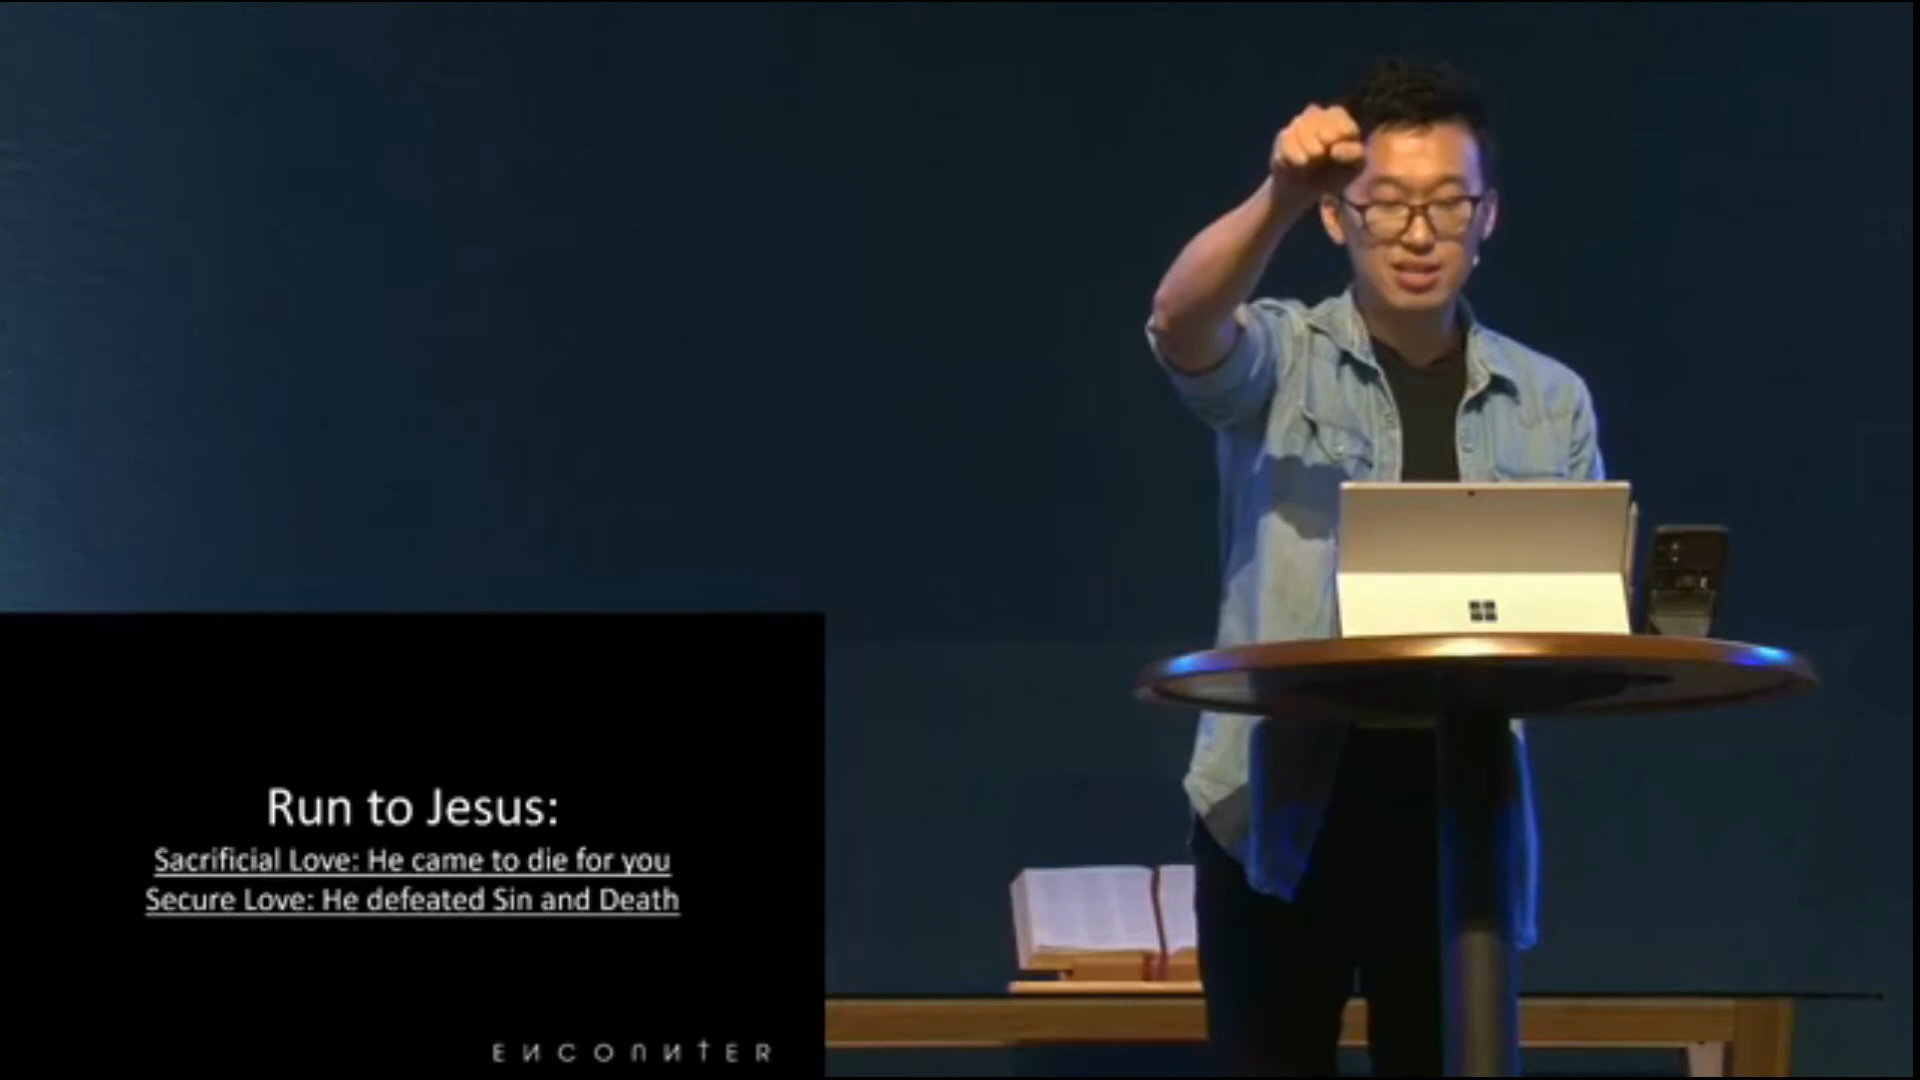 Run to Jesus:
Sacrificial Love: He came to die for you
Secure Love: He defeated Sin and Death
ENCOUNTER